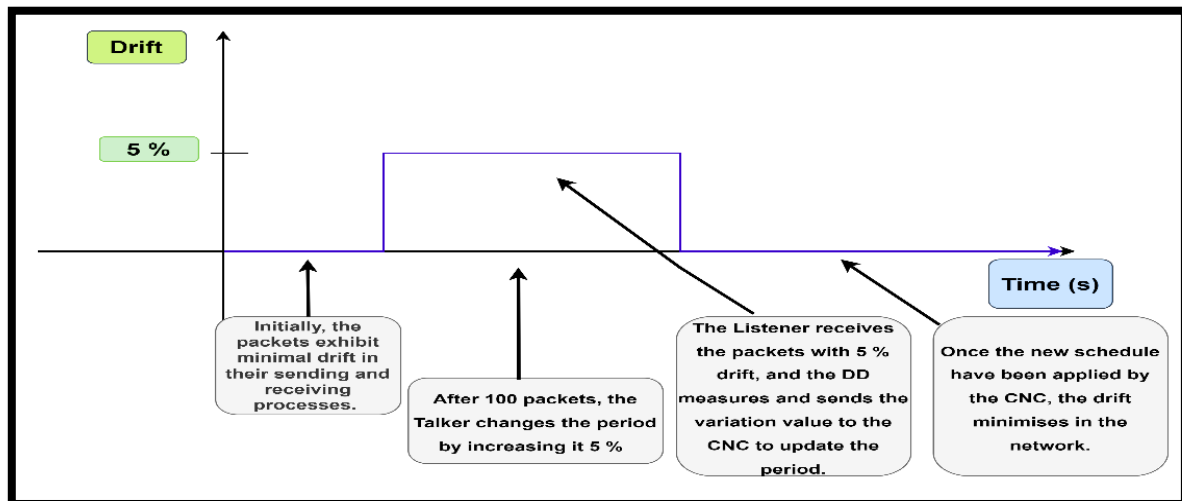 Drift
5 %
Time (s)
Initially, the
packets exhibit
minimal drift in
their sending and
receiving
processes.
After 100 packets, the
Talker changes the period
by increasing it 5 %
The Listener receives
the packets with 5 %
drift, and the DD
measures and sends the
variation value to the
CNC to update the
period.
Once the new schedule
have been applied by
the CNC, the drift
minimises in the
network.